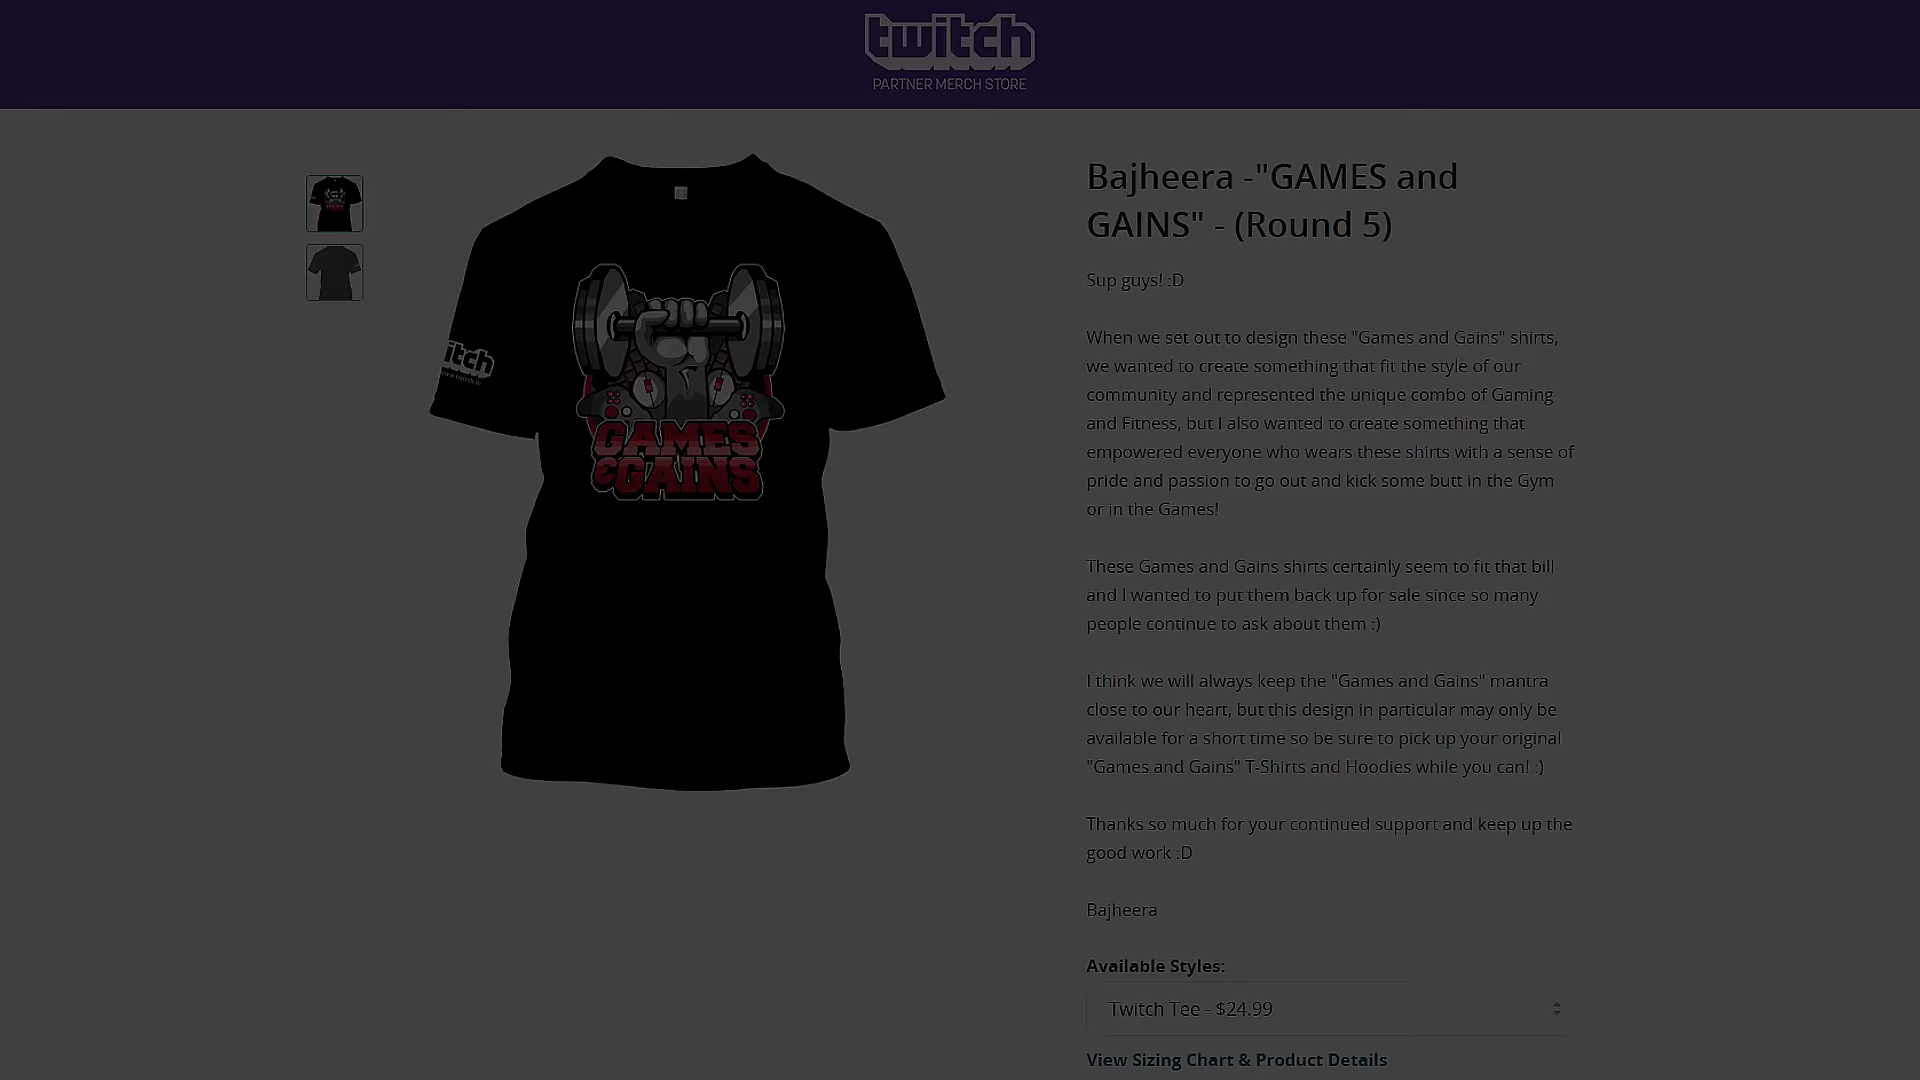 twitch
PARTNER MERCH STORE
Bajheera -"GAMES and
GAINS" - (Round 5)
Sup guys! :D
When we set out to design these "Games and Gains" shirts,
we wanted to create something that fit the style of our
community and represented the unique combo of Gaming
and Fitness, but I also wanted to create something that
empowered everyone who wears these shirts with a sense of
pride and passion to go out and kick some butt in the Gym
or in the Games!
These Games and Gains shirts certainly seem to fit that bill
and I wanted to put them back up for sale since so many
people continue to ask about them :)
I think we will always keep the "Games and Gains" mantra
close to our heart, but this design in particular may only be
available for a short time so be sure to pick up your original
"Games and Gains" T-Shirts and Hoodies while you can! :)
Thanks so much for your continued support and keep up the
good work :D
Bajheera
Available Styles:
Twitch Tee - $24.99
View Sizing Chart & Product Details
itch
GAMES
&GAINS